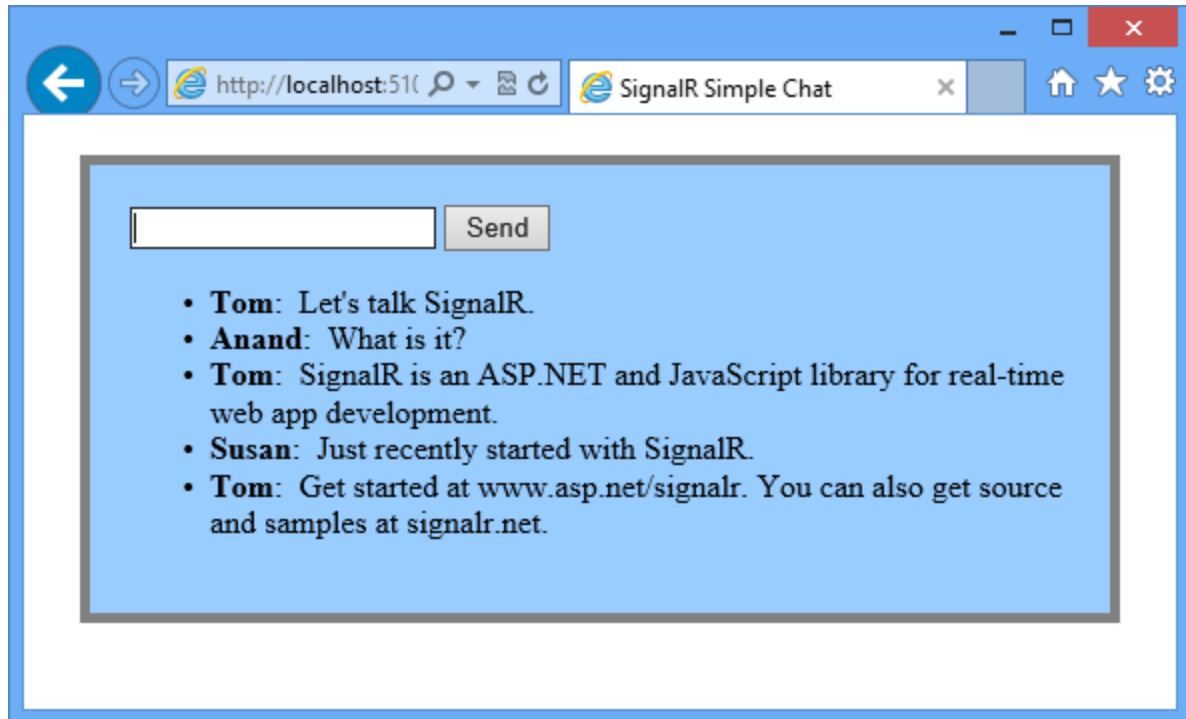 http://localhost:510
SignalR Simple Chat
Send
• Tom: Let's talk SignalR.
• Anand: What is it?
• Tom: SignalR is an ASP.NET and JavaScript library for real-time
web app development.
• Susan: Just recently started with SignalR.
• Tom: Get started at www.asp.net/signalr. You can also get source
and samples at signalr.net.